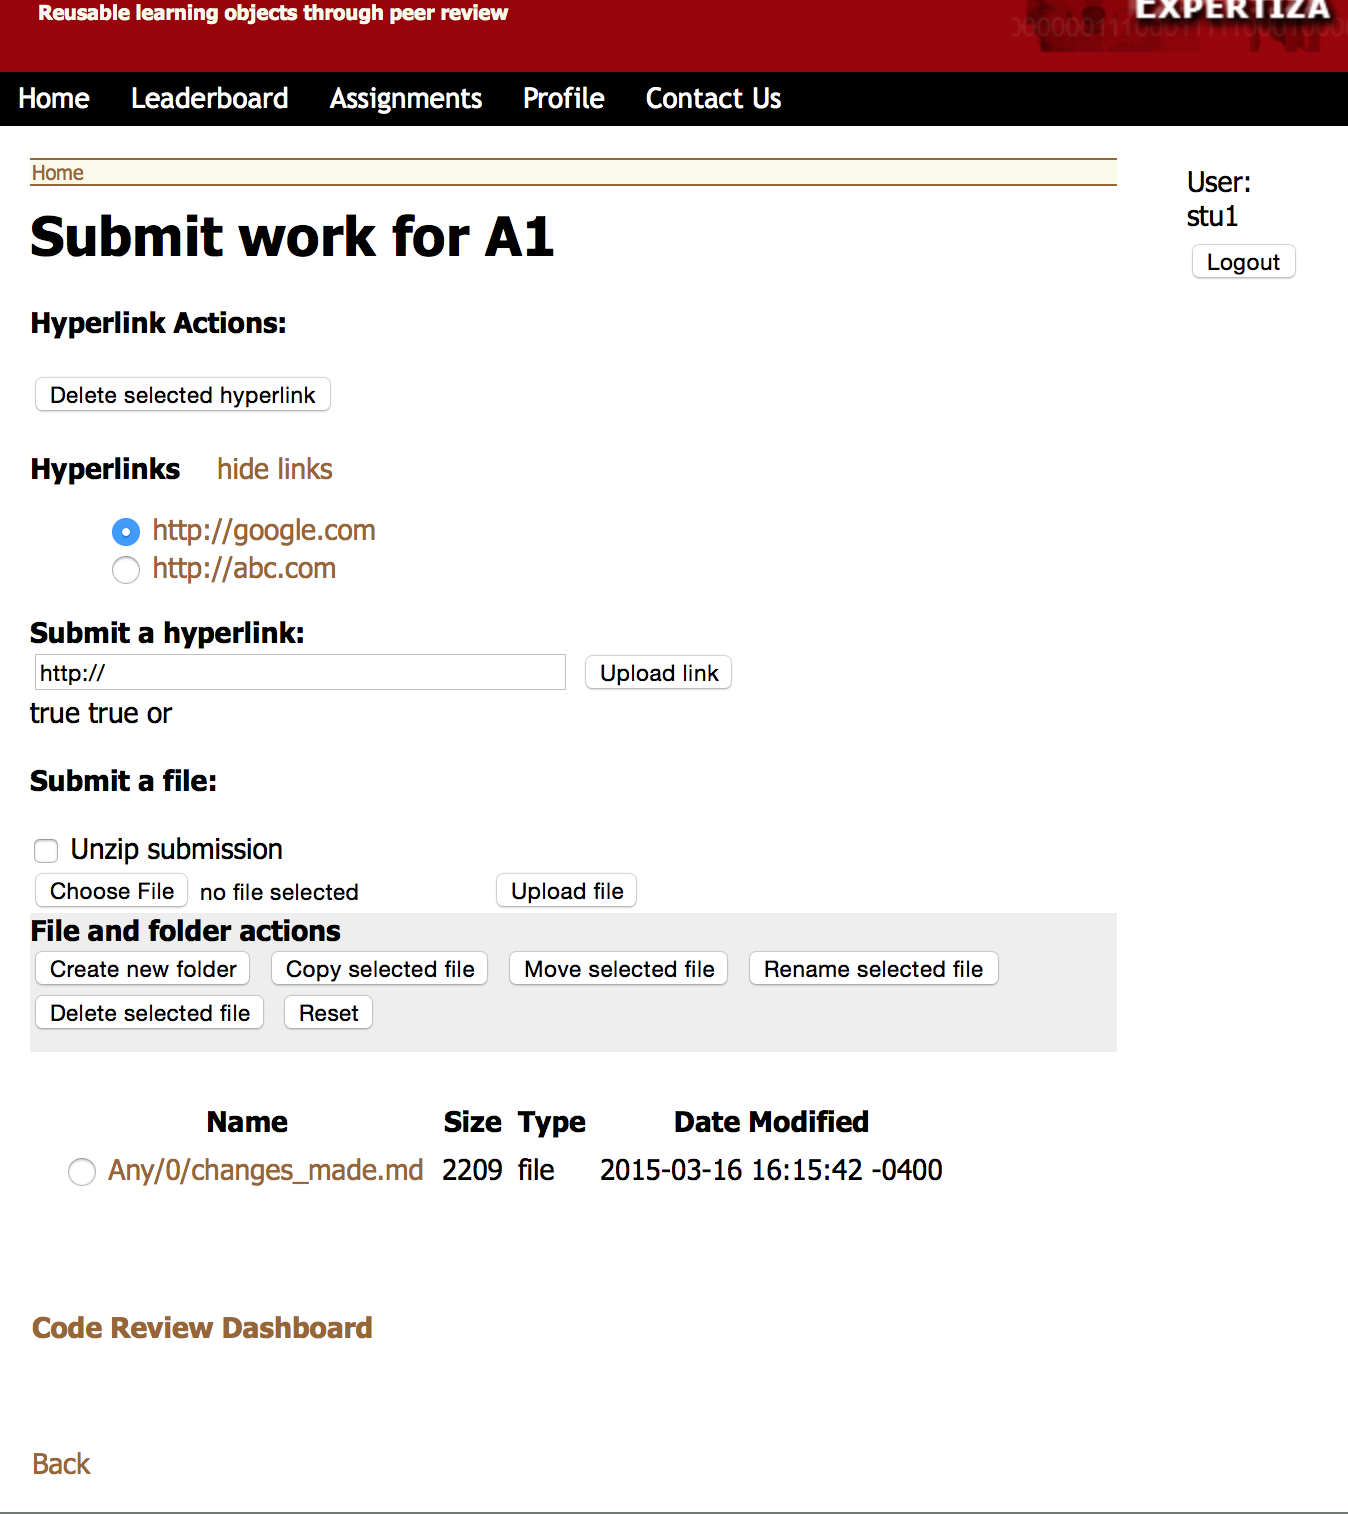 Reusable learning objects through peer review
EXPERTIZA
Home Leaderboard Assignments Profile Contact Us
Home
User:
stu1
Logout
Submit work for A1
Hyperlink Actions:
Delete selected hyperlink
Hyperlinks hide links
http://google.com
http://abc.com
Submit a hyperlink:
http:// Upload link
true true or
Submit a file:
Unzip submission
Choose File no file selected Upload file
File and folder actions
Create new folder Copy selected file Move selected file Rename selected file
Delete selected file Reset
Name Size Type Date Modified
Any/0/changes_made.md 2209 file 2015-03-16 16:15:42 -0400
Code Review Dashboard
Back